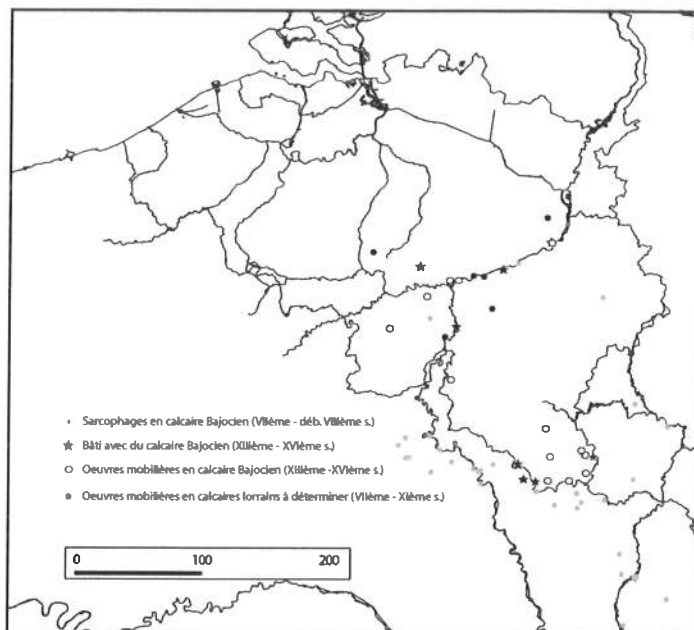 Sarcophages en calcaire Bajocien (VIIème - déb. VIIIème s.)
Bâti avec du calcaire Bajocien (XIIIème - XVIème s.)
Oeuvres mobilières en calcaire Bajocien (XIIIème -XVIème s.)
Oeuvres mobilières en calcaires lorrains à déterminer (VIIème - XIème s.)
0 100 200